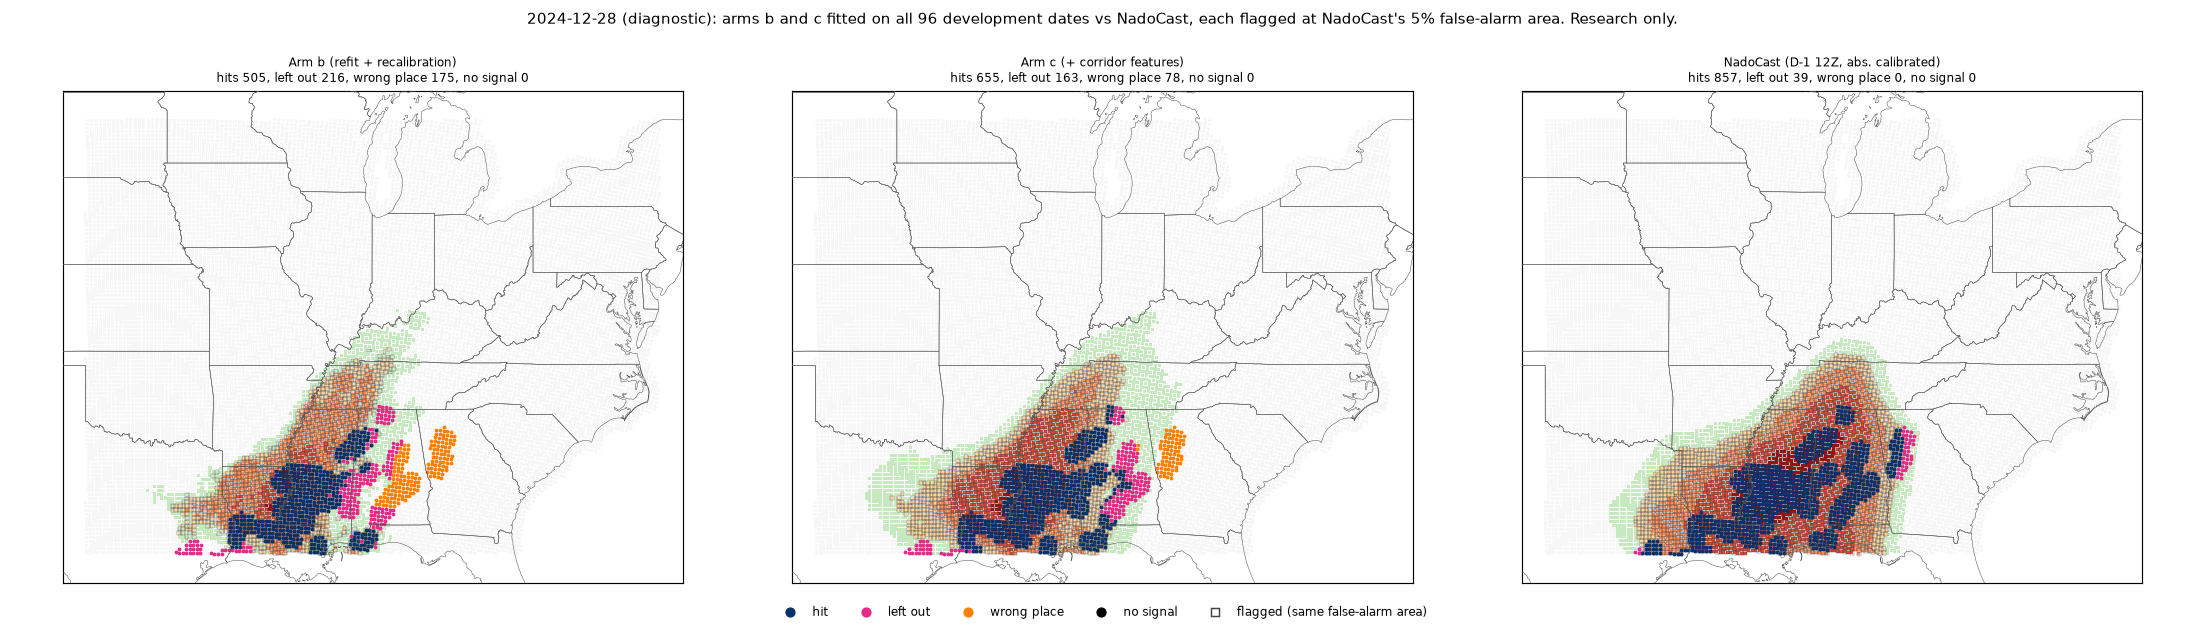 2024-12-28 (diagnostic): arms b and c fitted on all 96 development dates vs NadoCast, each flagged at NadoCast's 5% false-alarm area. Research only.
Arm b (refit + recalibration)
hits 505, left out 216, wrong place 175, no signal 0
Arm c (+ corridor features)
hits 655, left out 163, wrong place 78, no signal 0
NadoCast (D-1 12Z, abs. calibrated)
hits 857, left out 39, wrong place 0, no signal 0
hit left out wrong place no signal flagged (same false-alarm area)